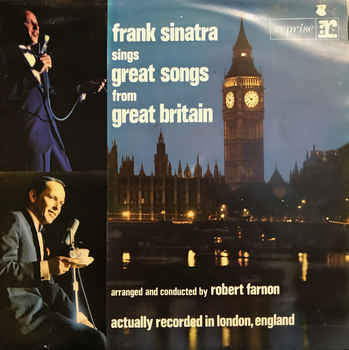 frank sinatra
sings
great songs
from
great britain
reprise
arranged and conducted by robert farnon
actually recorded in london, england